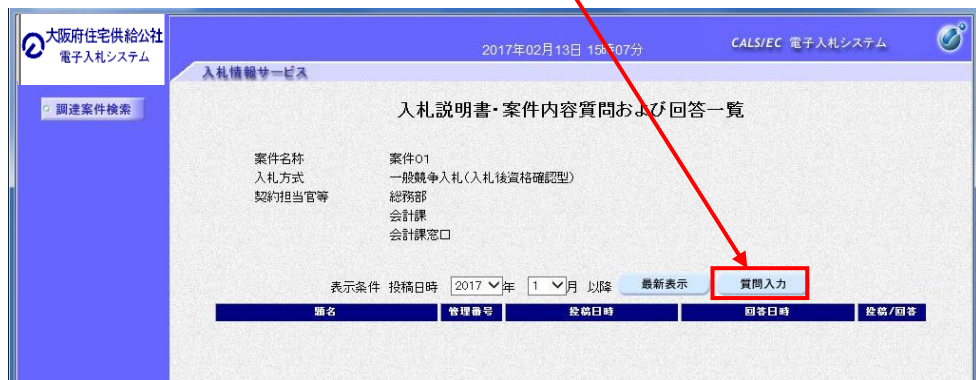 大阪府住宅供給公社
電子入札システム
2017年02月13日 15時07分
CALS/EC 電子入札システム
入札情報サービス
調達案件検索
入札説明書・案件内容質問および回答一覧
案件名称 案件01
入札方式 一般競争入札(入札後資格確認型)
契約担当官等 総務部
会計課
会計課窓口
表示条件 投稿日時 2017 年 1 月 以降 最新表示 質問入力
題名 管理番号 投稿日時 回答日時 投稿/回答